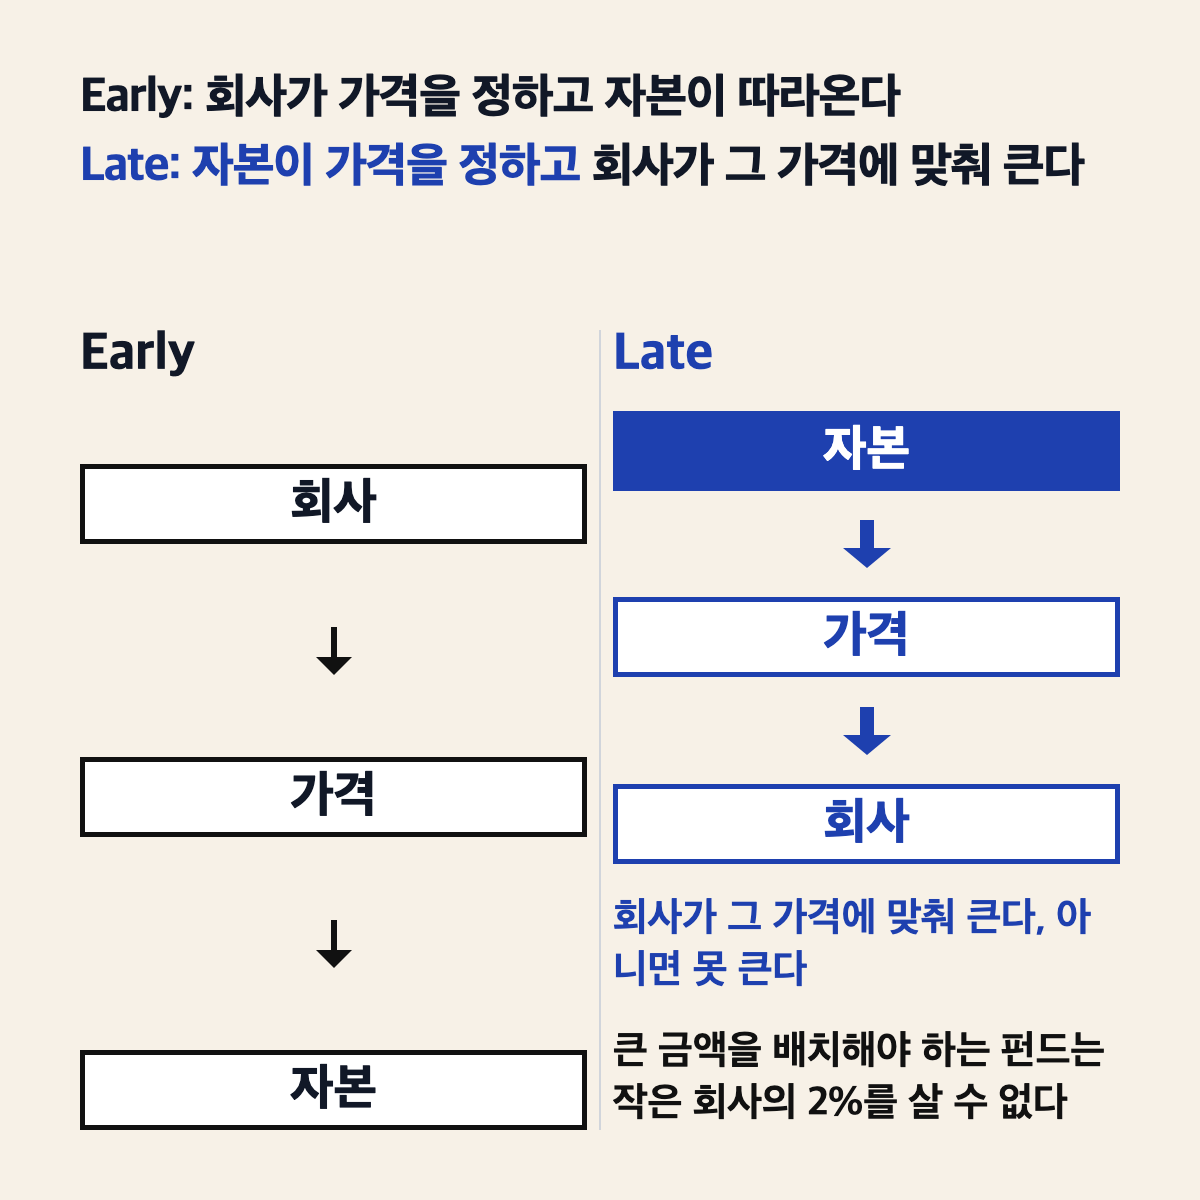 Early: 회사가 가격을 정하고 자본이 따라온다
Late: 자본이 가격을 정하고 회사가 그 가격에 맞춰 큰다
Early
회사
가격
자본
Late
자본
가격
회사
회사가 그 가격에 맞춰 큰다, 아
니면 못 큰다
큰 금액을 배치해야 하는 펀드는
작은 회사의 2%를 살 수 없다